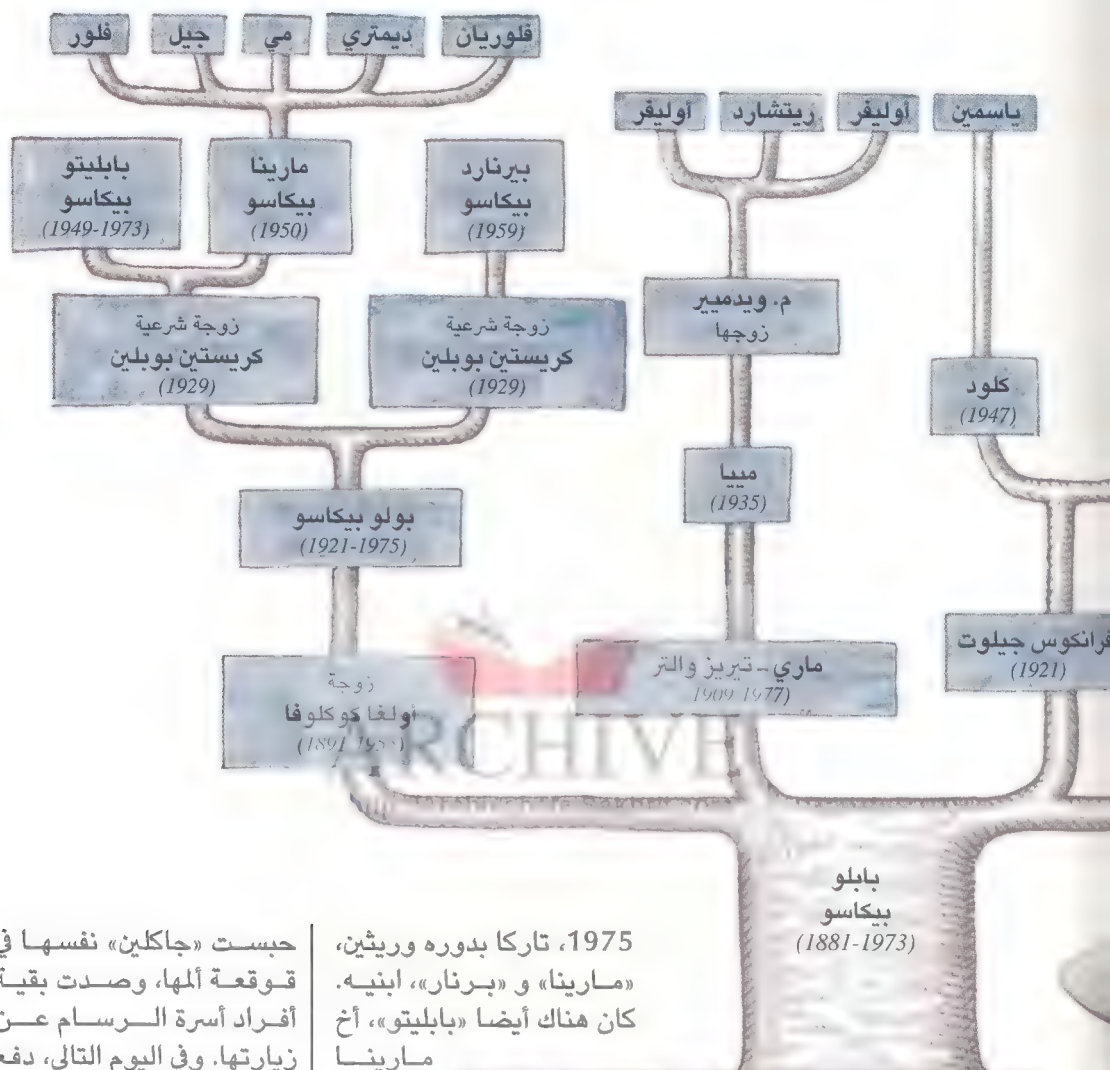 فلوريان
ديمتري
مي
جيل
فلور
ياسمين
أوليفر
ريتشارد
أوليفر
بيرنارد
بيكاسو
(1959)
مارينا
بيكاسو
(1950)
بابليتو
بيكاسو
(1949-1973)
م. ويدميير
زوجها
زوجة شرعية
كريستين بوبلين
(1929)
زوجة شرعية
كريستين بوبلين
(1929)
كلود
(1947)
مييا
(1935)
بولو بيكاسو
(1921-1975)
فرانكوس جيلوت
(1921)
ماري - تيريز والتر
1909-1977)
زوجة
أولغا كوكلوفا
ARCHIVE
بابلو
بيكاسو
(1881-1973)
1975، تاركا بدوره وريثين،
«مارينا» و «برنار»، ابنيه.
كان هناك أيضا «بابليتو»، أخ
مارينا
حبست «جاكلين» نفسها في
قوقعة ألمها، وصدت بقية
أفراد أسرة الرسام عن
زيارتها. وفي اليوم التالي، دفع